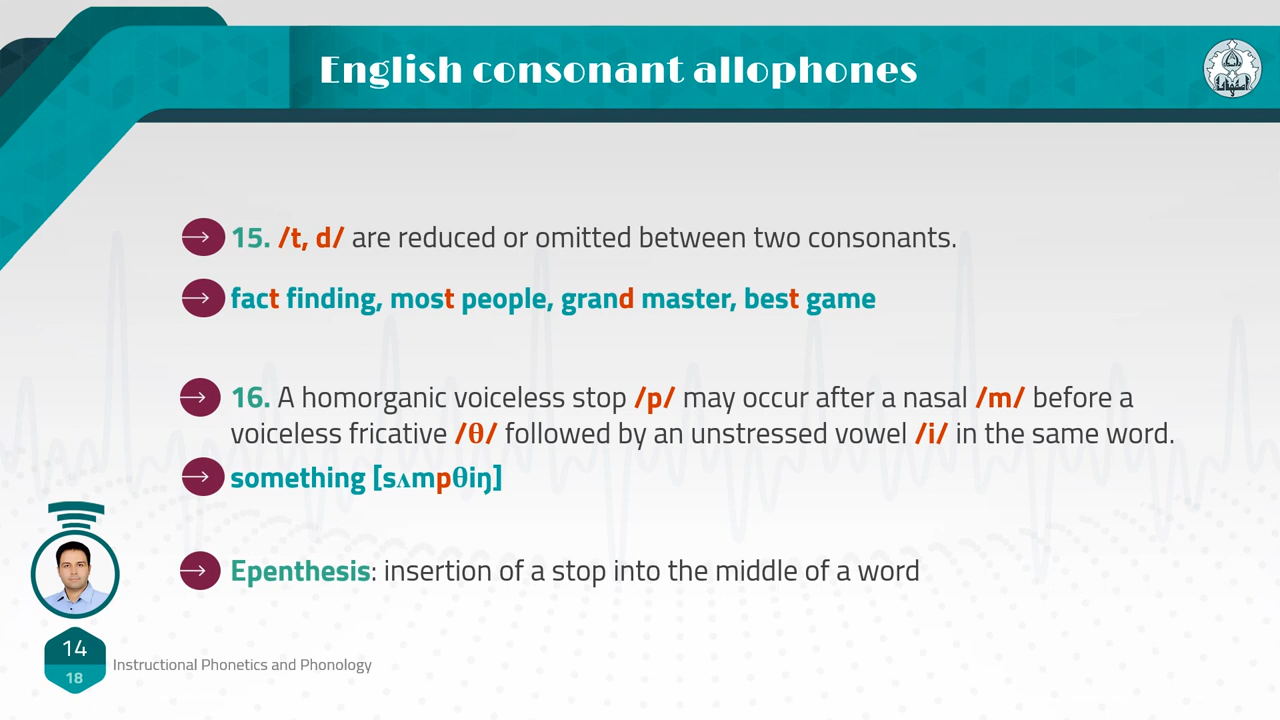 English consonant allophones
15. /t, d/ are reduced or omitted between two consonants.
fact finding, most people, grand master, best game
16. A homorganic voiceless stop /p/ may occur after a nasal /m/ before a
voiceless fricative /θ/ followed by an unstressed vowel /i/ in the same word.
something [sʌmpθiŋ]
Epenthesis: insertion of a stop into the middle of a word
14
18
Instructional Phonetics and Phonology